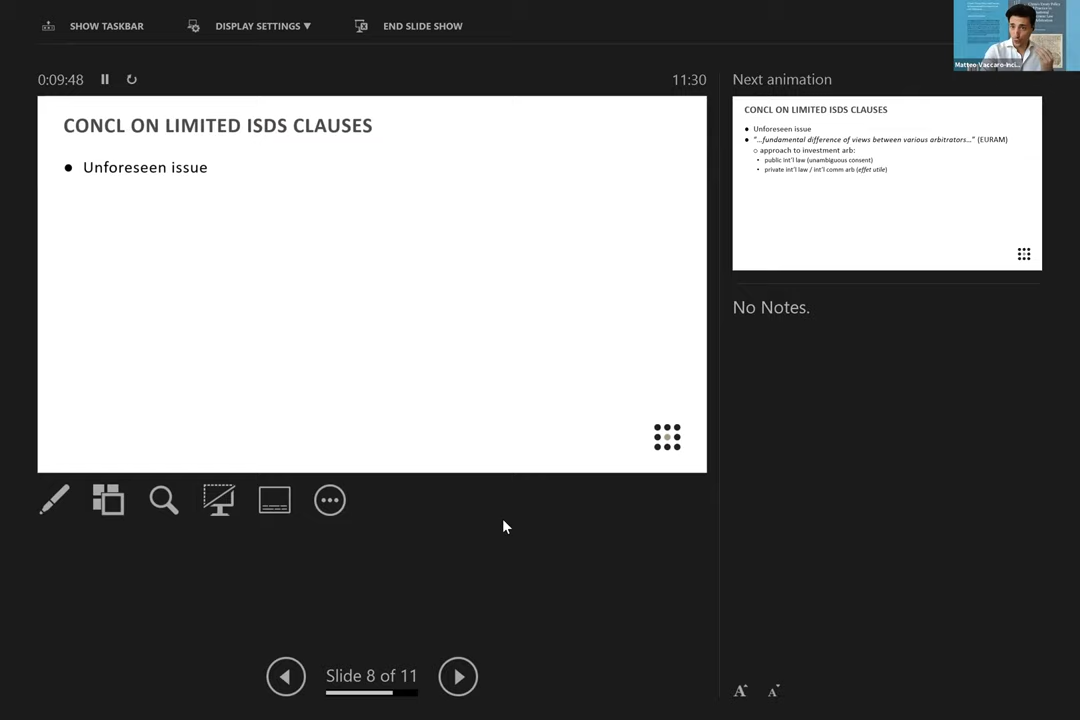 SHOW TASKBAR
DISPLAY SETTINGS ▼
END SLIDE SHOW
Matteo Vaccaro-Inci...
0:09:48
11:30
Next animation
CONCL ON LIMITED ISDS CLAUSES
● Unforeseen issue
CONCL ON LIMITED ISDS CLAUSES
● Unforeseen issue
● "...fundamental difference of views between various arbitrators..." (EURAM)
○ approach to investment arb:
• public int'l law (unambiguous consent)
• private int'l law / int'l comm arb (effet utile)
No Notes.
Slide 8 of 11
A A